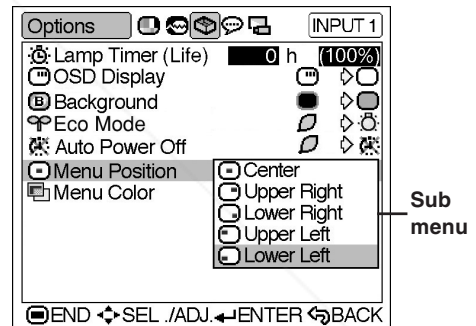 Options INPUT 1
Lamp Timer (Life) 0 h (100%)
OSD Display
B Background
Eco Mode
Auto Power Off
Menu Position
Center
Menu Color
Upper Right
Lower Right
Upper Left
Lower Left
Sub
menu
END SEL./ADJ. ENTER BACK